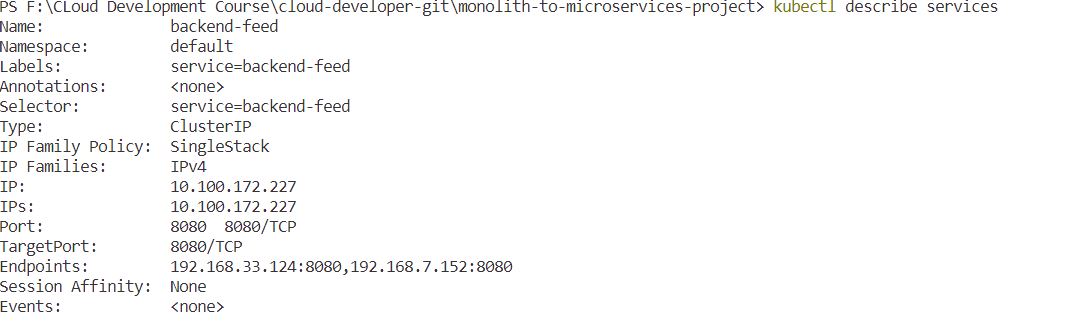 PS F:\CLoud Development Course\cloud-developer-git\monolith-to-microservices-project> kubectl describe services
Name:              backend-feed
Namespace:         default
Labels:            service=backend-feed
Annotations:       <none>
Selector:          service=backend-feed
Type:              ClusterIP
IP Family Policy:  SingleStack
IP Families:       IPv4
IP:                10.100.172.227
IPs:               10.100.172.227
Port:              8080  8080/TCP
TargetPort:        8080/TCP
Endpoints:         192.168.33.124:8080,192.168.7.152:8080
Session Affinity:  None
Events:            <none>